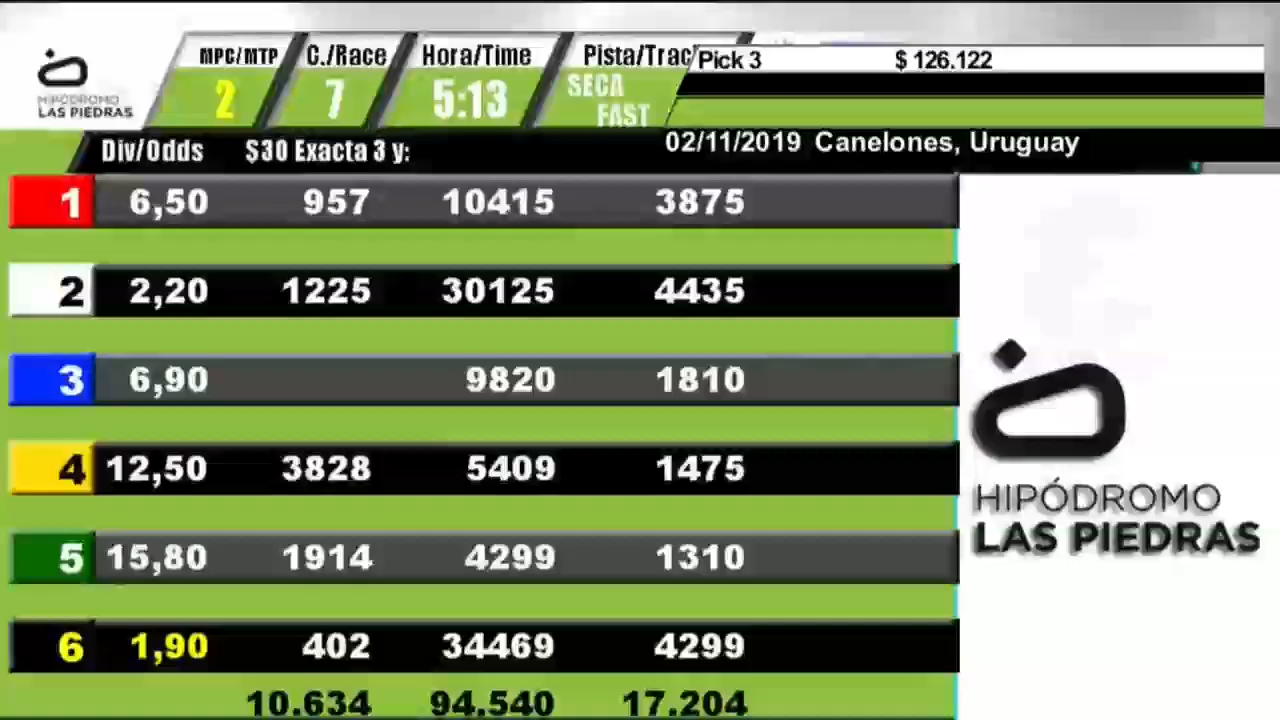 HIPÓDROMO
LAS PIEDRAS
MPC/MTP C./Race Hora/Time Pista/Trac
2 7 5:13 SECA
FAST
Pick 3 $ 126.122
02/11/2019 Canelones, Uruguay
Div/Odds $30 Exacta 3 y:
1 6,50 957 10415 3875
2 2,20 1225 30125 4435
3 6,90 9820 1810
4 12,50 3828 5409 1475
5 15,80 1914 4299 1310
6 1,90 402 34469 4299
10.634 94.540 17.204
HIPÓDROMO
LAS PIEDRAS